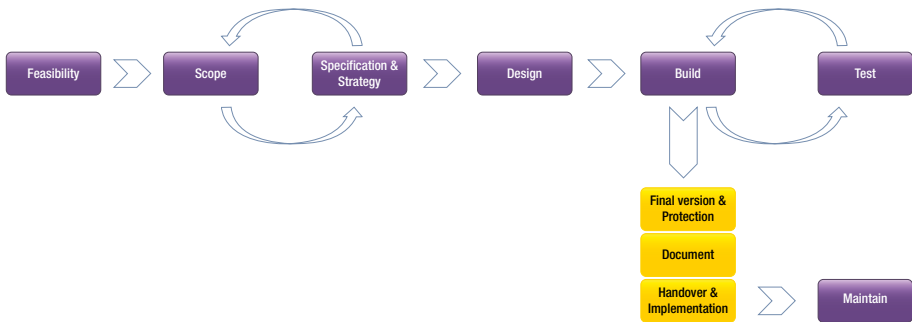 Feasibility
Scope
Specification &
Strategy
Design
Build
Test
Final version &
Protection
Document
Handover &
Implementation
Maintain